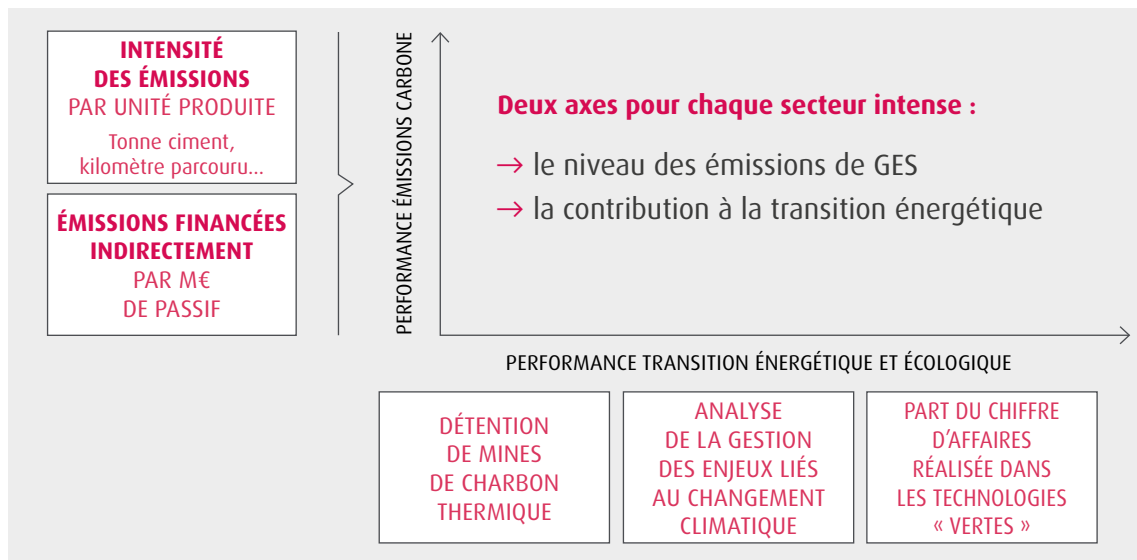 INTENSITÉ
DES ÉMISSIONS
PAR UNITÉ PRODUITE
Tonne ciment,
kilomètre parcouru...
ÉMISSIONS FINANCÉES
INDIRECTEMENT
PAR M€
DE PASSIF
PERFORMANCE ÉMISSIONS CARBONE
Deux axes pour chaque secteur intense :
→ le niveau des émissions de GES
→ la contribution à la transition énergétique
PERFORMANCE TRANSITION ÉNERGÉTIQUE ET ÉCOLOGIQUE
DÉTENTION
DE MINES
DE CHARBON
THERMIQUE
ANALYSE
DE LA GESTION
DES ENJEUX LIÉS
AU CHANGEMENT
CLIMATIQUE
PART DU CHIFFRE
D’AFFAIRES
RÉALISÉE DANS
LES TECHNOLOGIES
« VERTES »